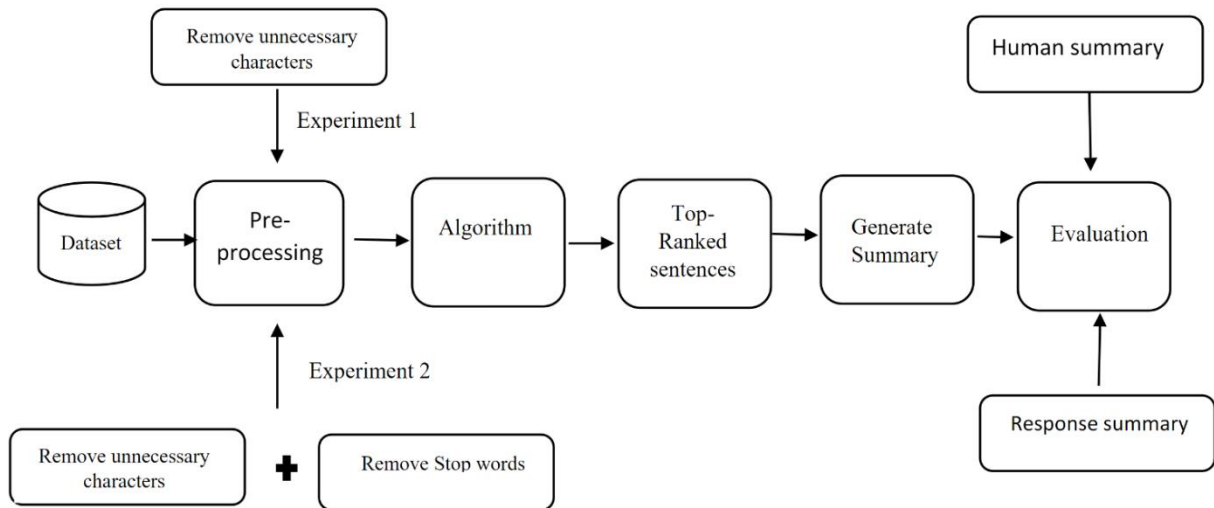 Remove unnecessary
characters
Human summary
Experiment 1
Dataset
Pre-
processing
Algorithm
Top-
Ranked
sentences
Generate
Summary
Evaluation
Experiment 2
Remove unnecessary
characters
+
Remove Stop words
Response summary